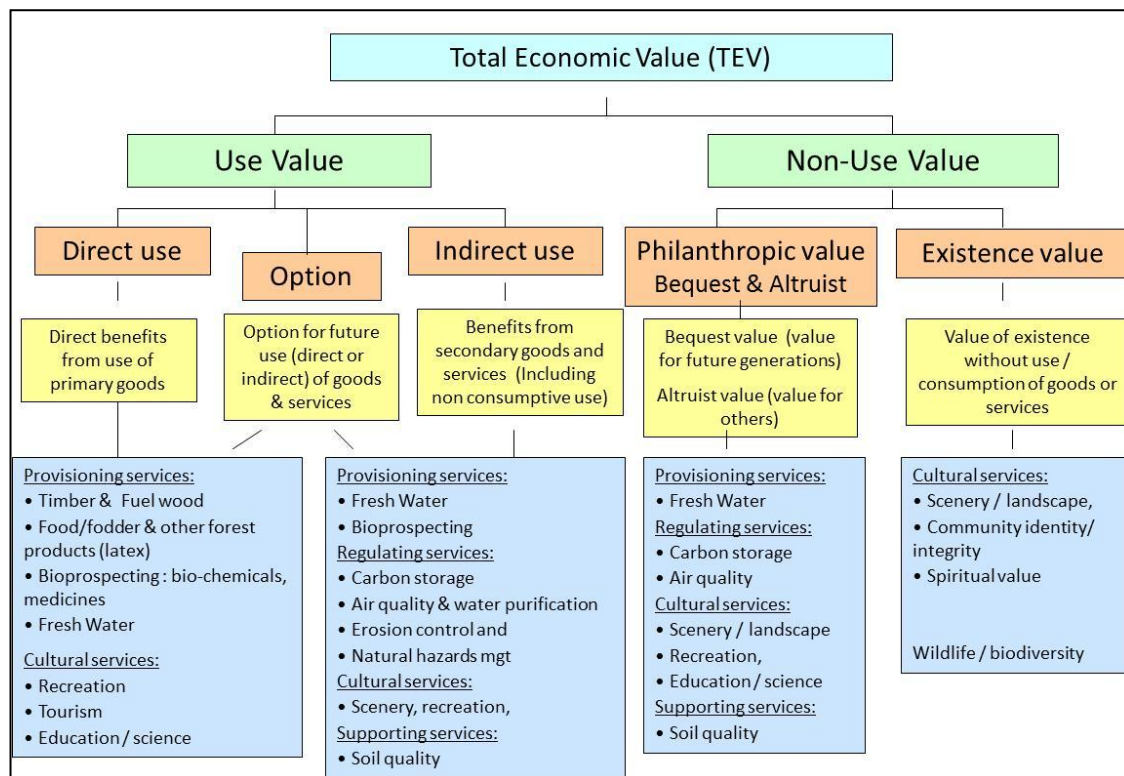 Total Economic Value (TEV)
Use Value
Non-Use Value
Direct use
Option
Indirect use
Philanthropic value
Bequest & Altruist
Existence value
Direct benefits
from use of
primary goods
Option for future
use (direct or
indirect) of goods
& services
Benefits from
secondary goods and
services (Including
non consumptive use)
Bequest value (value
for future generations)
Altruist value (value for
others)
Value of existence
without use /
consumption of goods or
services
Provisioning services:
• Timber & Fuel wood
• Food/fodder & other forest
products (latex)
• Bioprospecting : bio-chemicals,
medicines
• Fresh Water
Cultural services:
• Recreation
• Tourism
• Education / science
Provisioning services:
• Fresh Water
• Bioprospecting
Regulating services:
• Carbon storage
• Air quality & water purification
• Erosion control and
• Natural hazards mgt
Cultural services:
• Scenery, recreation,
Supporting services:
• Soil quality
Provisioning services:
• Fresh Water
Regulating services:
• Carbon storage
• Air quality
Cultural services:
• Scenery / landscape
• Recreation,
• Education / science
Supporting services:
• Soil quality
Cultural services:
• Scenery / landscape,
• Community identity/
integrity
• Spiritual value
Wildlife / biodiversity